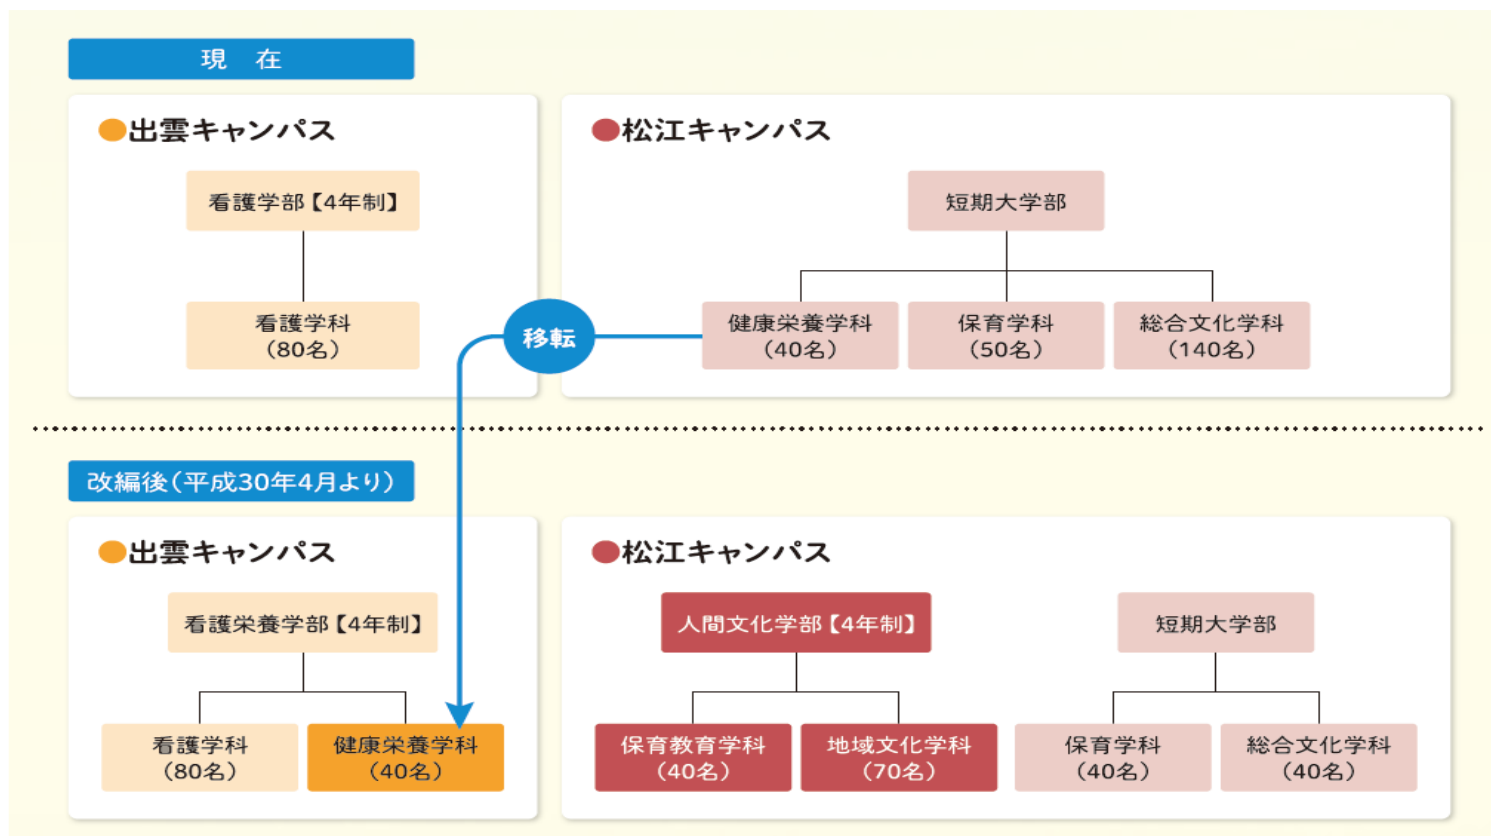 現 在
●出雲キャンパス
看護学部【4年制】
看護学科
(80名)
●松江キャンパス
短期大学部
健康栄養学科
(40名)
保育学科
(50名)
総合文化学科
(140名)
移転
改編後(平成30年4月より)
●出雲キャンパス
看護栄養学部【4年制】
看護学科
(80名)
健康栄養学科
(40名)
●松江キャンパス
人間文化学部【4年制】
保育教育学科
(40名)
地域文化学科
(70名)
短期大学部
保育学科
(40名)
総合文化学科
(40名)